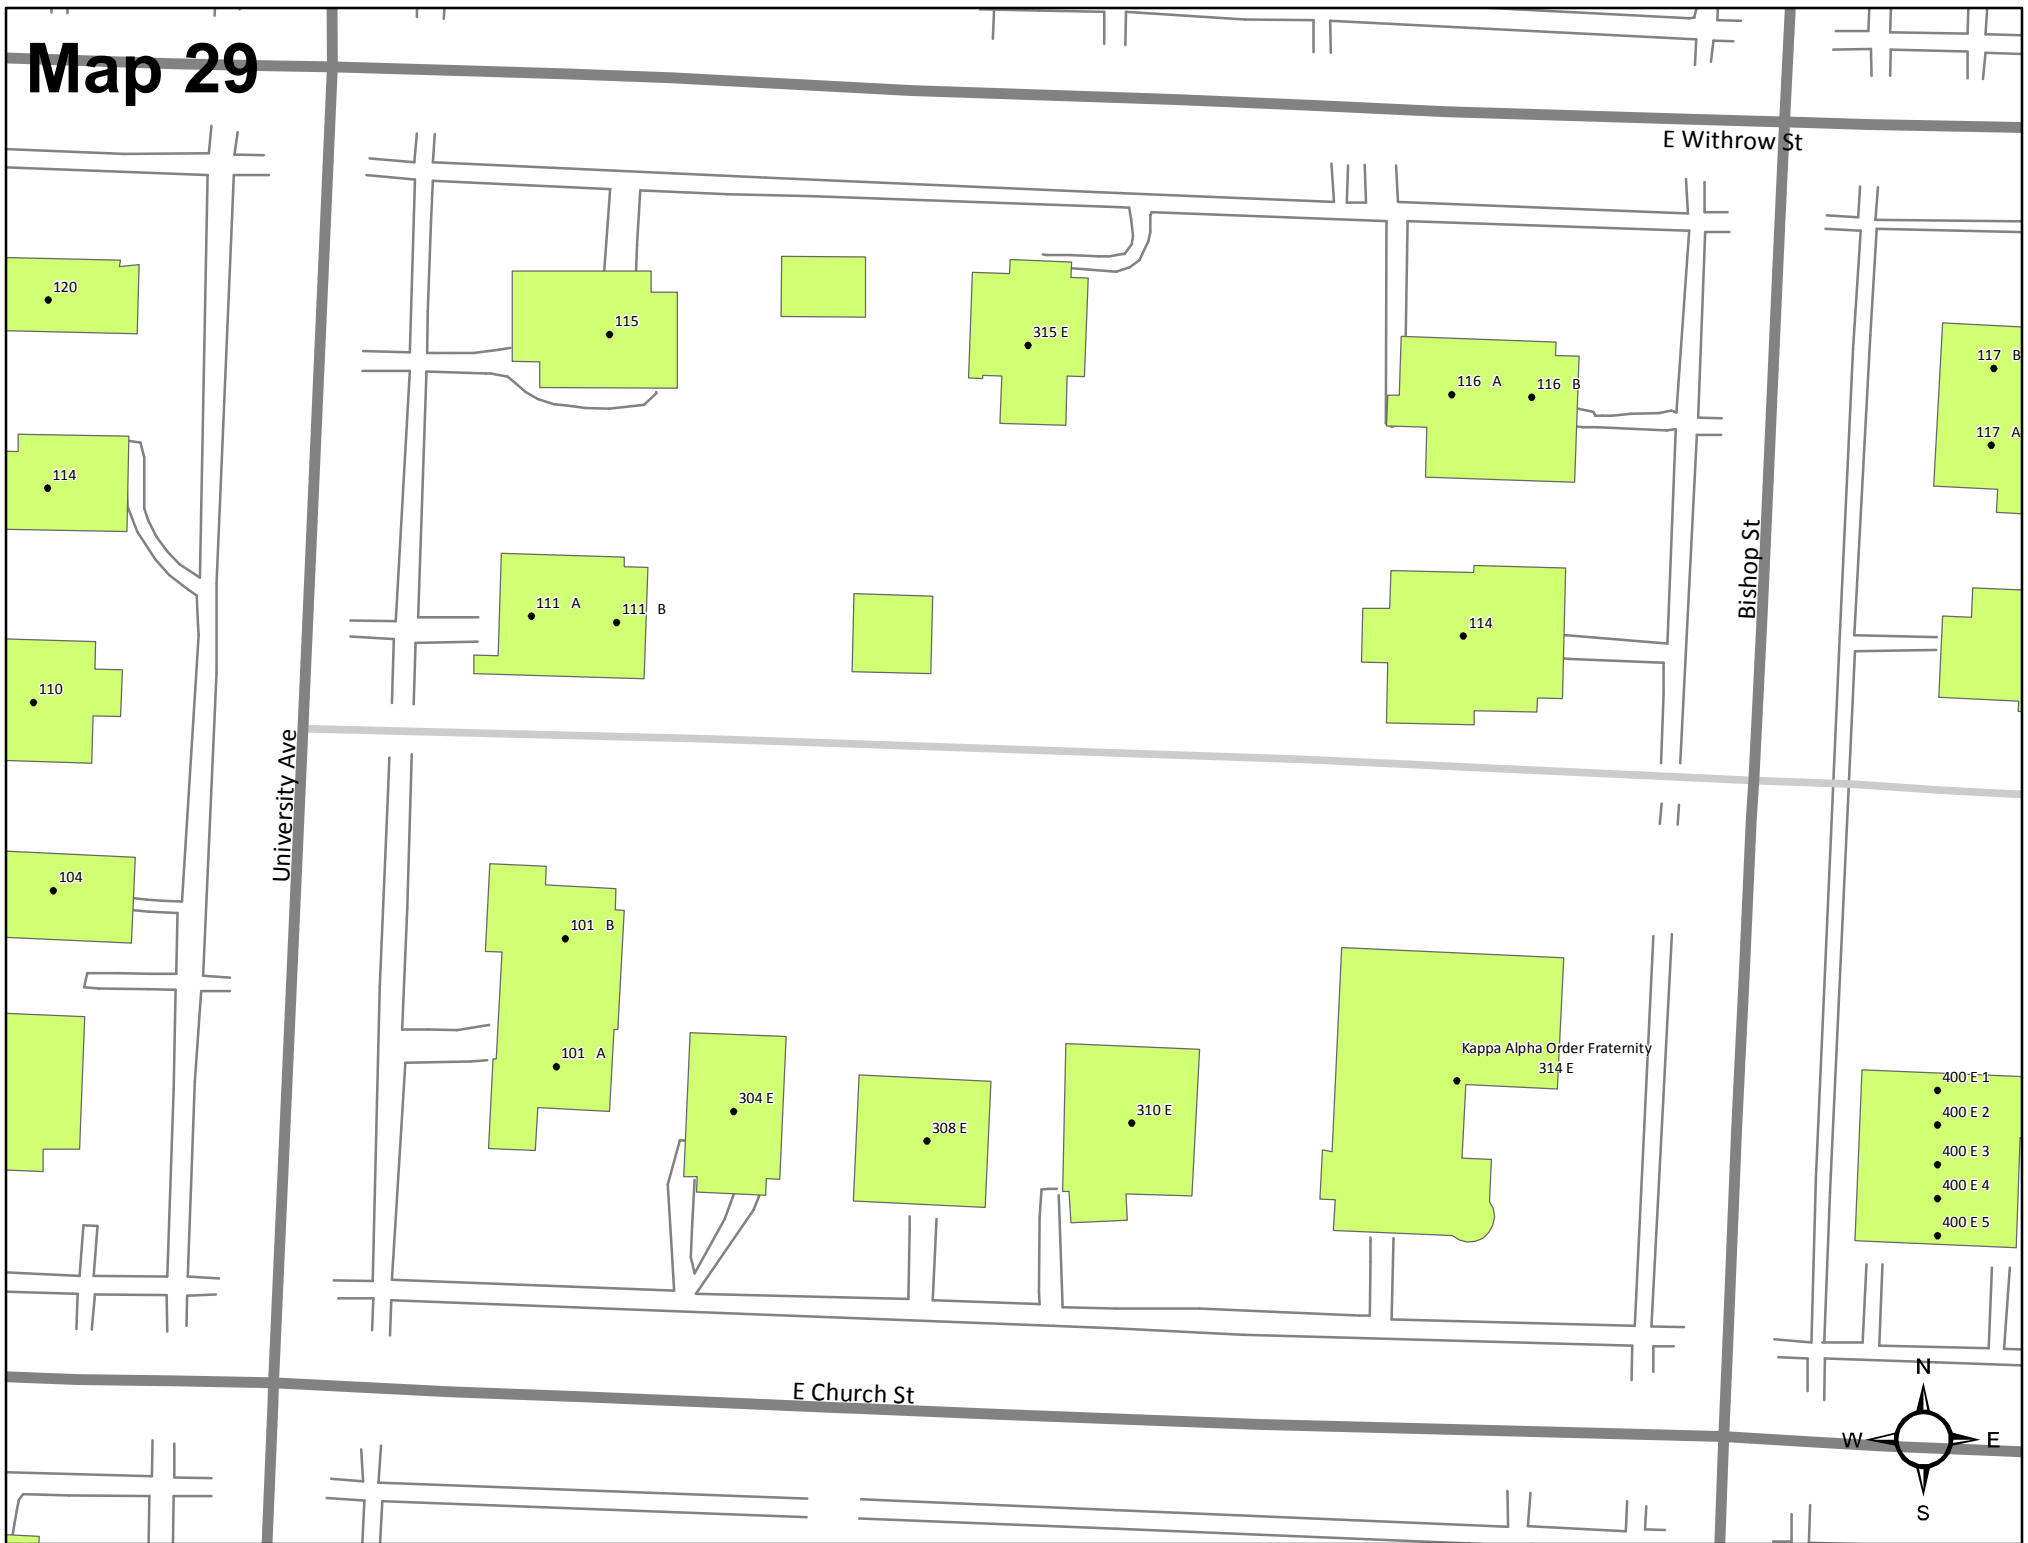 Map 29
E Withrow St
120
115
315 E
117 B
116 A
116 B
117 A
114
Bishop St
111 A
111 B
114
110
University Ave
104
101 B
Kappa Alpha Order Fraternity
314 E
101 A
304 E
308 E
310 E
400 E 1
400 E 2
400 E 3
400 E 4
400 E 5
E Church St
N
W E
S